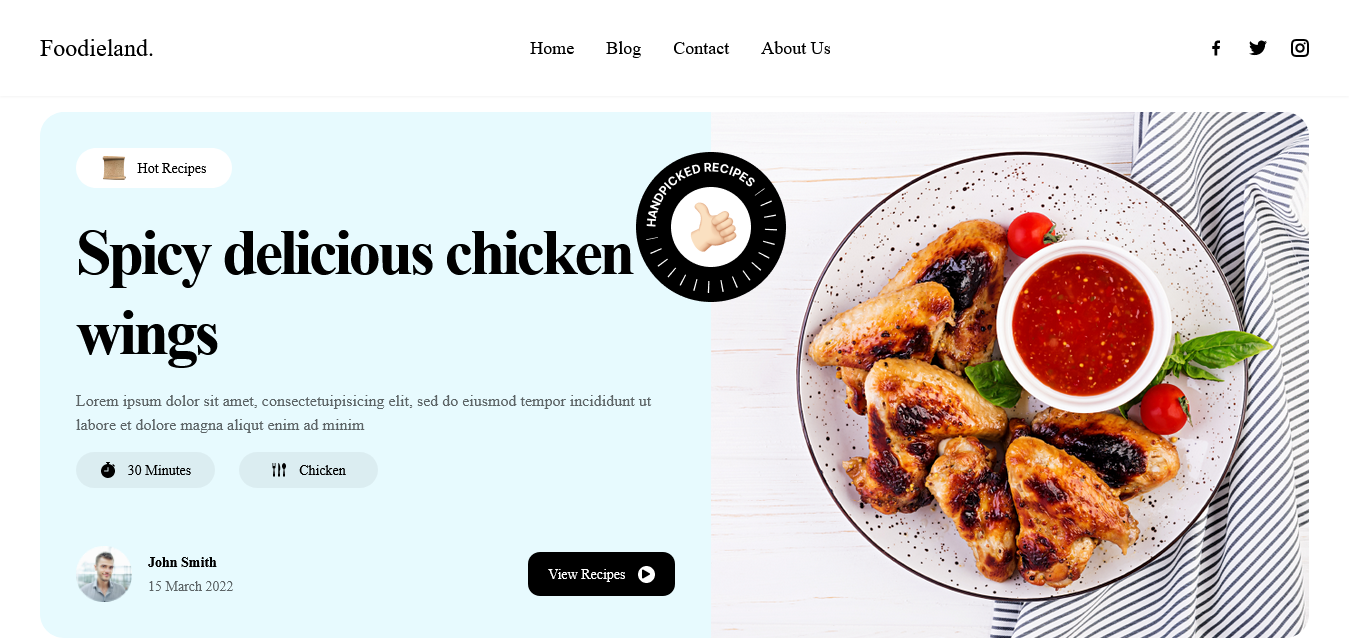 Foodieland.
Home Blog Contact About Us
Hot Recipes
HANDPICKED RECIPES
Spicy delicious chicken
wings
Lorem ipsum dolor sit amet, consectetuipisicing elit, sed do eiusmod tempor incididunt ut
labore et dolore magna aliqut enim ad minim
30 Minutes Chicken
John Smith
15 March 2022
View Recipes